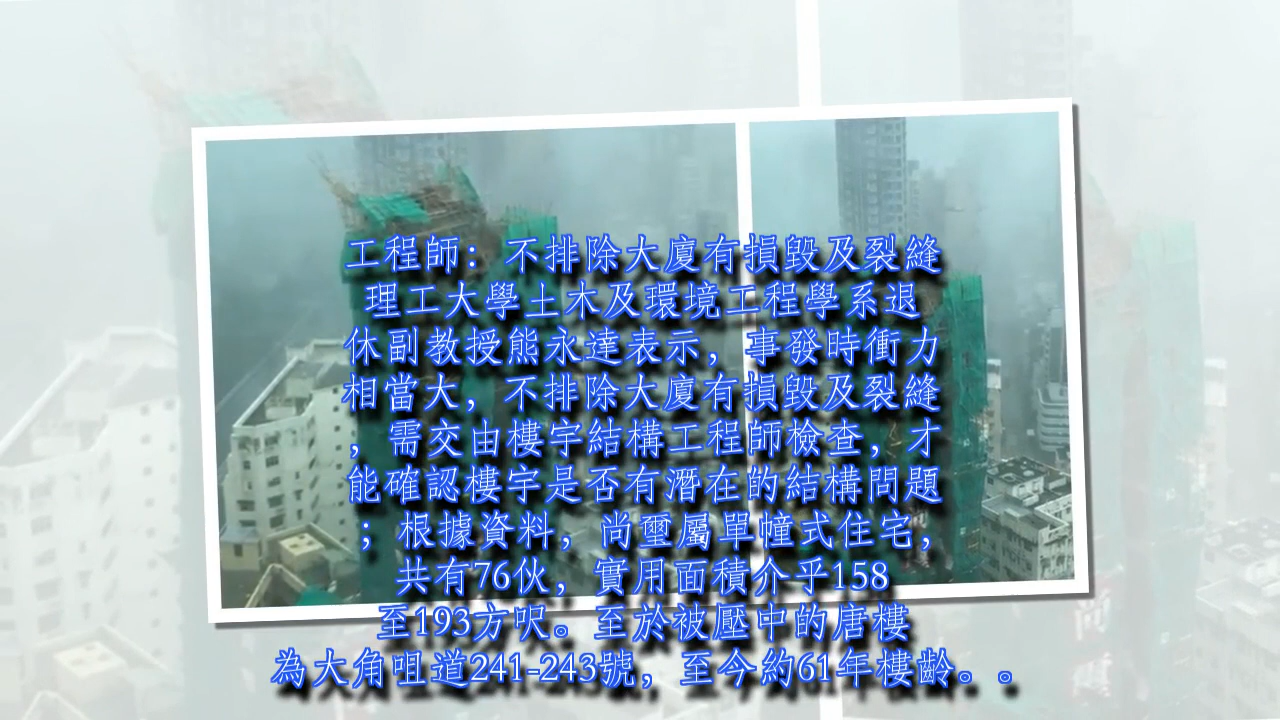 工程師：不排除大廈有損毀及裂縫
理工大學土木及環境工程學系退
休副教授熊永達表示，事發時衝力
相當大，不排除大廈有損毀及裂縫
，需交由樓宇結構工程師檢查，才
能確認樓宇是否有潛在的結構問題
；根據資料，尚璽屬單幢式住宅，
共有76伙，實用面積介乎158
至193方呎。至於被壓中的唐樓
為大角咀道241-243號，至今約61年樓齡。。